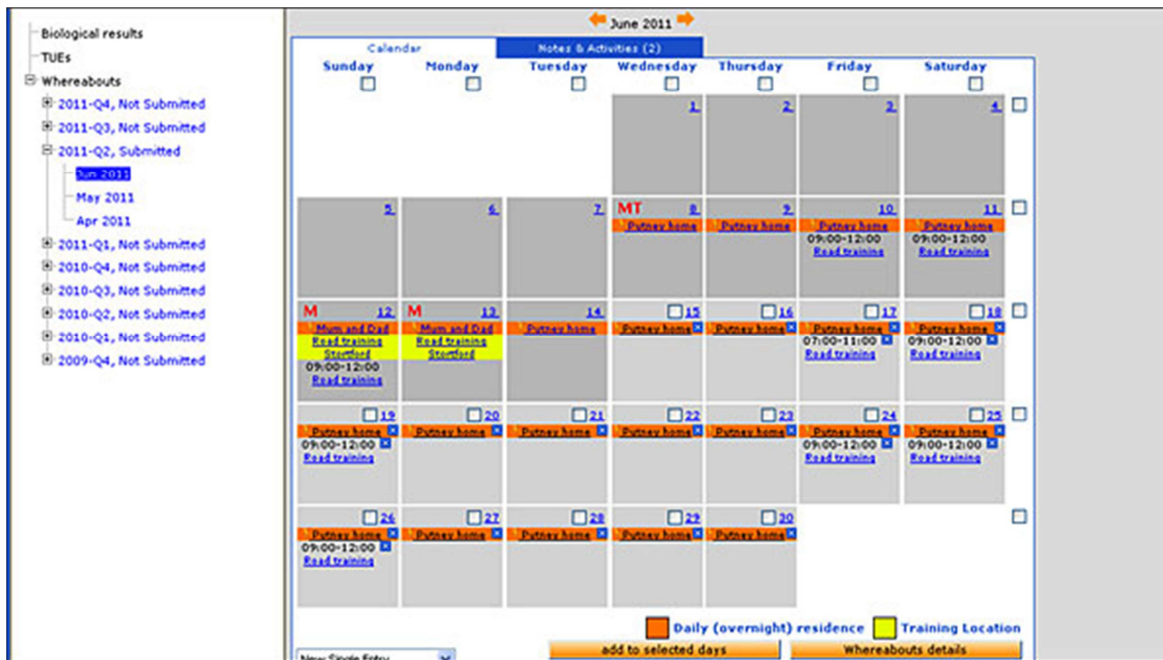 Biological results
TUEs
Whereabouts
2011-Q4, Not Submitted
2011-Q3, Not Submitted
2011-Q2, Submitted
Jun 2011
May 2011
Apr 2011
2011-Q1, Not Submitted
2010-Q4, Not Submitted
2010-Q3, Not Submitted
2010-Q2, Not Submitted
2010-Q1, Not Submitted
2009-Q4, Not Submitted
June 2011
Calendar Notes & Activities (2)
Sunday Monday Tuesday Wednesday Thursday Friday Saturday
1 2 3 4
5 6 7 MT 8 9 10 11
Putney home Putney home Putney home Putney home
09:00-12:00 09:00-12:00
Road training Road training
M 12 M 13 14 15 16 17 18
Mum and Dad Mum and Dad Putney home Putney home Putney home Putney home Putney home
Road training Road training 07:00-11:00 09:00-12:00
Stortford Stortford Road training Road training
09:00-12:00
Road training
19 20 21 22 23 24 25
Putney home Putney home Putney home Putney home Putney home Putney home Putney home
09:00-12:00 09:00-12:00 09:00-12:00
Road training Road training Road training
26 27 28 29 30
Putney home Putney home Putney home Putney home Putney home
09:00-12:00
Road training
Daily (overnight) residence Training Location
New Single Entry add to selected days Whereabouts details